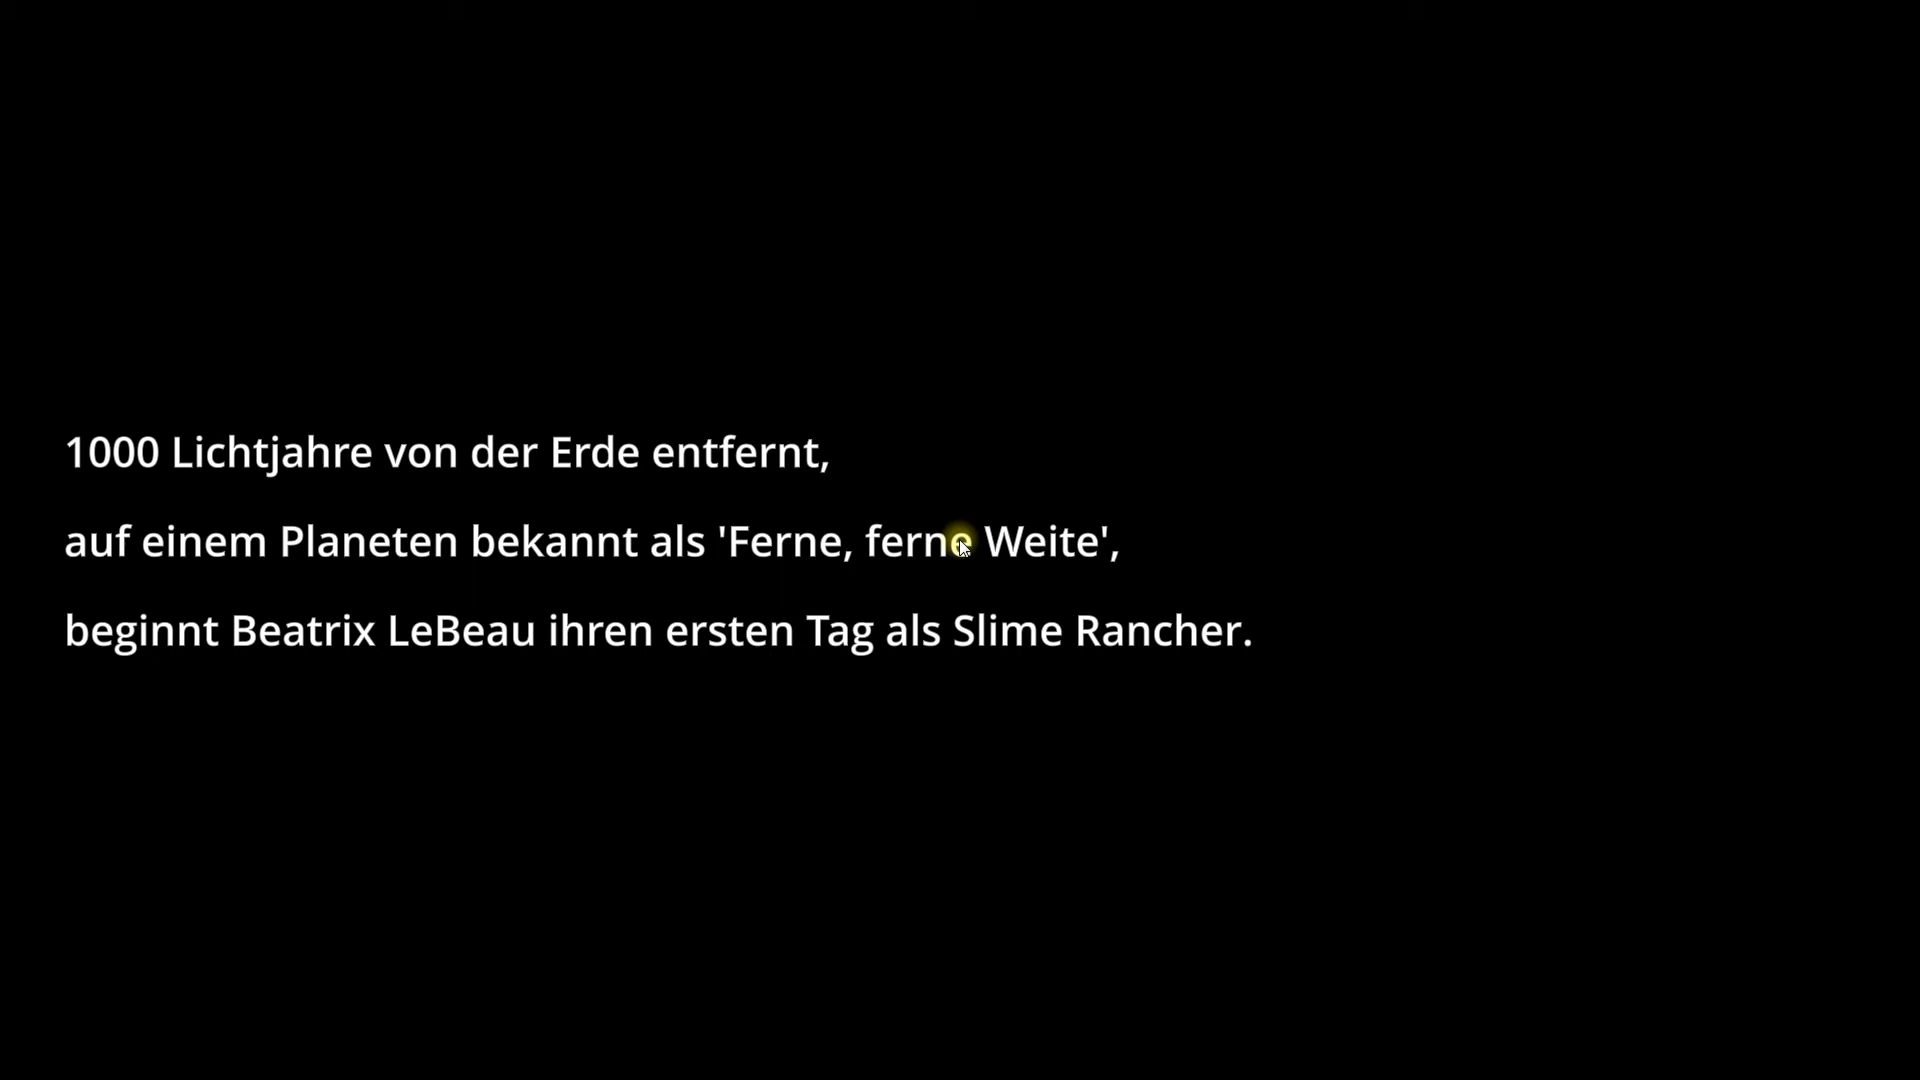 1000 Lichtjahre von der Erde entfernt,
auf einem Planeten bekannt als 'Ferne, ferne Weite',
beginnt Beatrix LeBeau ihren ersten Tag als Slime Rancher.